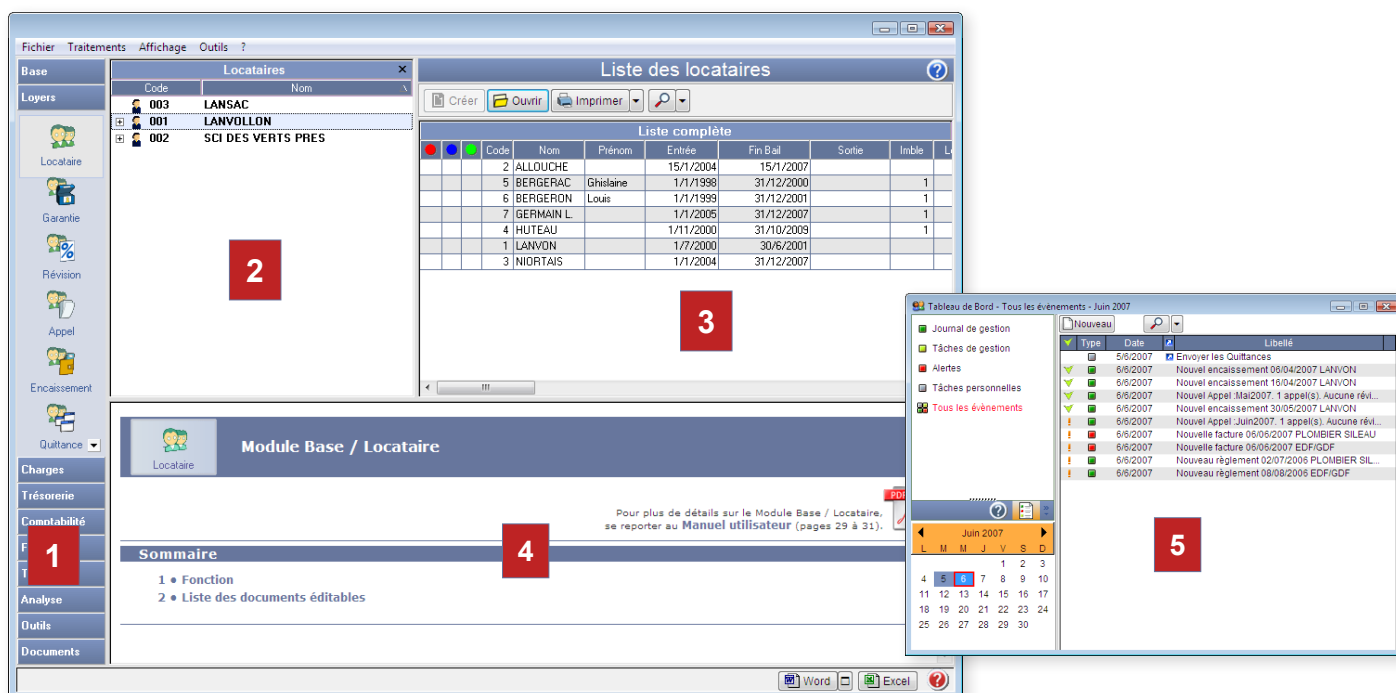 Fichier Traitements Affichage Outils ?
Base
Loyers
Locataire
Garantie
Révision
Appel
Encaissement
Quittance
Charges
Trésorerie
Comptabilité
F
T
Analyse
Outils
Documents
1
Locataires
Code Nom
003 LANSAC
001 LANVOLLON
002 SCI DES VERTS PRES
2
Liste des locataires ?
Créer Ouvrir Imprimer
Liste complète
Code Nom Prénom Entrée Fin Bail Sortie Imble L
2 ALLOUCHE 15/1/2004 15/1/2007
5 BERGERAC Ghislaine 1/1/1998 31/12/2000 1
6 BERGERON Louis 1/1/1999 31/12/2001 1
7 GERMAIN L. 1/1/2005 31/12/2007 1
4 HUTEAU 1/11/2000 31/10/2009 1
1 LANVON 1/7/2000 30/6/2001
3 NIORTAIS 1/1/2004 31/12/2007
3
Locataire
Module Base / Locataire
PDF
Pour plus de détails sur le Module Base / Locataire,
se reporter au Manuel utilisateur (pages 29 à 31).
Sommaire
1 • Fonction
2 • Liste des documents éditables
4
Word Excel ?
Tableau de Bord - Tous les évènements - Juin 2007
Journal de gestion
Tâches de gestion
Alertes
Tâches personnelles
Tous les évènements
?
Juin 2007
L M M J V S D
1 2 3
4 5 6 7 8 9 10
11 12 13 14 15 16 17
18 19 20 21 22 23 24
25 26 27 28 29 30
Nouveau
Type Date Libellé
5/6/2007 Envoyer les Quittances
6/6/2007 Nouvel encaissement 06/04/2007 LANVON
6/6/2007 Nouvel encaissement 16/04/2007 LANVON
6/6/2007 Nouvel Appel :Mai2007. 1 appel(s). Aucune révi...
6/6/2007 Nouvel encaissement 30/05/2007 LANVON
! 6/6/2007 Nouvel Appel :Juin2007. 1 appel(s). Aucune révi...
! 6/6/2007 Nouvelle facture 06/06/2007 PLOMBIER SILEAU
! 6/6/2007 Nouvelle facture 06/06/2007 EDF/GDF
! 6/6/2007 Nouveau règlement 02/07/2006 PLOMBIER SIL...
! 6/6/2007 Nouveau règlement 08/08/2006 EDF/GDF
5